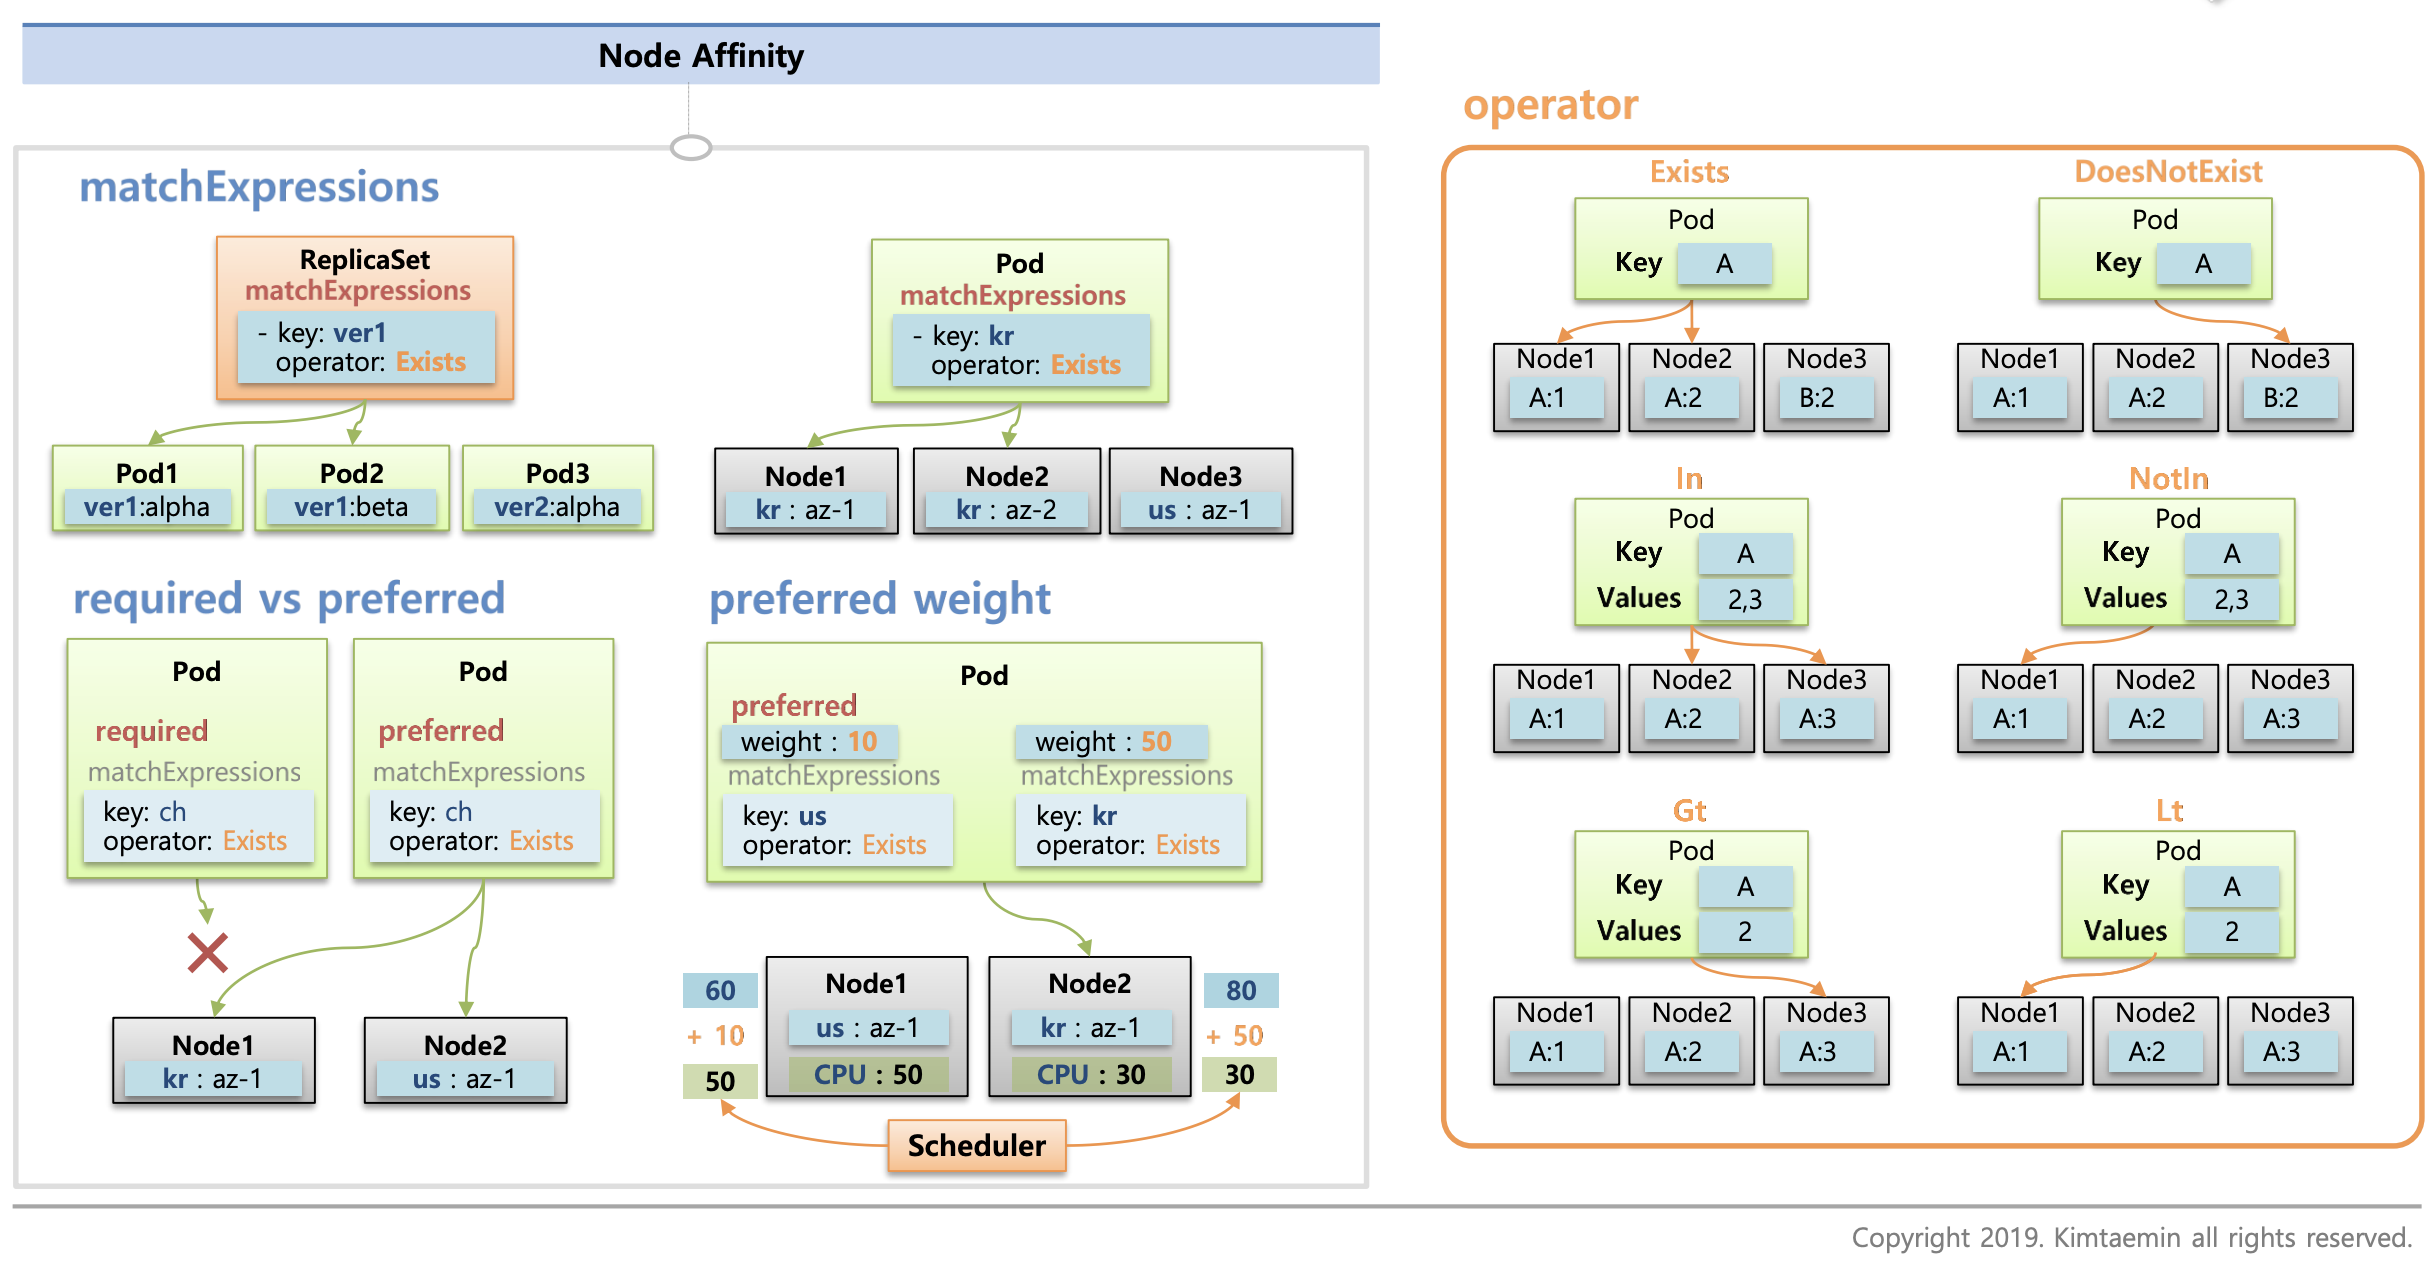 Node Affinity
matchExpressions
ReplicaSet
matchExpressions
- key: ver1
operator: Exists
Pod1
ver1:alpha
Pod2
ver1:beta
Pod3
ver2:alpha
Pod
matchExpressions
- key: kr
operator: Exists
Node1
kr : az-1
Node2
kr : az-2
Node3
us : az-1
required vs preferred
Pod
required
matchExpressions
key: ch
operator: Exists
Pod
preferred
matchExpressions
key: ch
operator: Exists
Node1
kr : az-1
Node2
us : az-1
preferred weight
Pod
preferred
weight : 10
matchExpressions
key: us
operator: Exists
weight : 50
matchExpressions
key: kr
operator: Exists
60
+ 10
50
Node1
us : az-1
CPU : 50
Node2
kr : az-1
CPU : 30
80
+ 50
30
Scheduler
operator
Exists
Pod
Key A
Node1
A:1
Node2
A:2
Node3
B:2
DoesNotExist
Pod
Key A
Node1
A:1
Node2
A:2
Node3
B:2
In
Pod
Key A
Values 2,3
Node1
A:1
Node2
A:2
Node3
A:3
NotIn
Pod
Key A
Values 2,3
Node1
A:1
Node2
A:2
Node3
A:3
Gt
Pod
Key A
Values 2
Node1
A:1
Node2
A:2
Node3
A:3
Lt
Pod
Key A
Values 2
Node1
A:1
Node2
A:2
Node3
A:3
Copyright 2019. Kimtaemin all rights reserved.